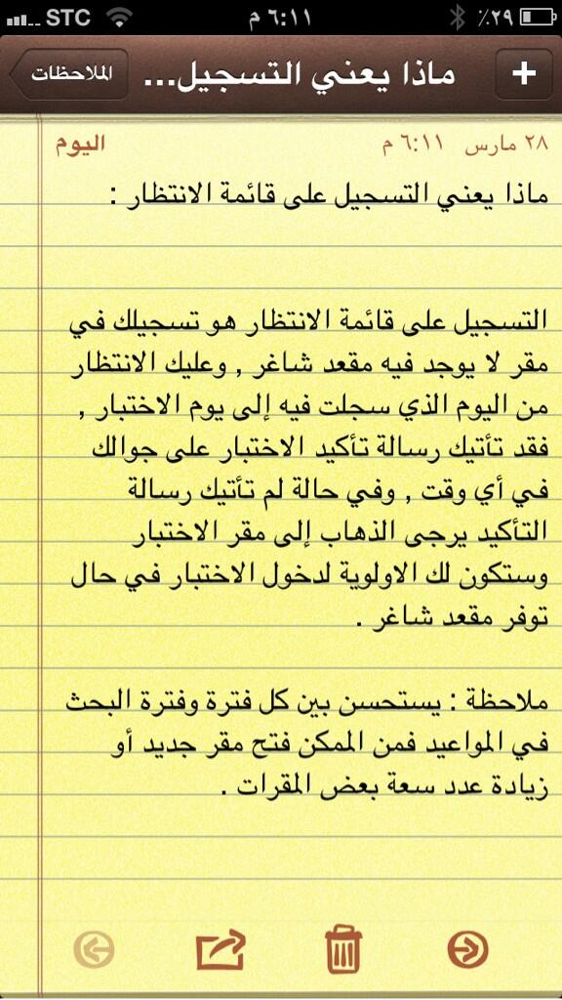 STC ٦:١١ م ٪٢٩
الملاحظات ماذا يعني التسجيل... +
٢٨ مارس ٦:١١ م اليوم
ماذا يعني التسجيل على قائمة الانتظار :
التسجيل على قائمة الانتظار هو تسجيلك في
مقر لا يوجد فيه مقعد شاغر , وعليك الانتظار
من اليوم الذي سجلت فيه إلى يوم الاختبار ,
فقد تأتيك رسالة تأكيد الاختبار على جوالك
في أي وقت , وفي حالة لم تأتيك رسالة
التأكيد يرجى الذهاب إلى مقر الاختبار
وستكون لك الاولوية لدخول الاختبار في حال
توفر مقعد شاغر .
ملاحظة : يستحسن بين كل فترة وفترة البحث
في المواعيد فمن الممكن فتح مقر جديد أو
زيادة عدد سعة بعض المقرات .